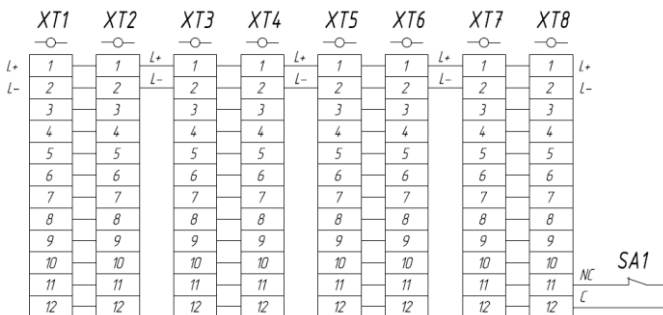 XT1 XT2 XT3 XT4 XT5 XT6 XT7 XT8
L+ 1 1 L+ 1 1 L+ 1 1 L+ 1 1 L+
L- 2 2 L- 2 2 L- 2 2 L- 2 2 L-
3 3 3 3 3 3 3 3
4 4 4 4 4 4 4 4
5 5 5 5 5 5 5 5
6 6 6 6 6 6 6 6
7 7 7 7 7 7 7 7
8 8 8 8 8 8 8 8
9 9 9 9 9 9 9 9
10 10 10 10 10 10 10 10
11 11 11 11 11 11 11 11 NC SA1
12 12 12 12 12 12 12 12 C